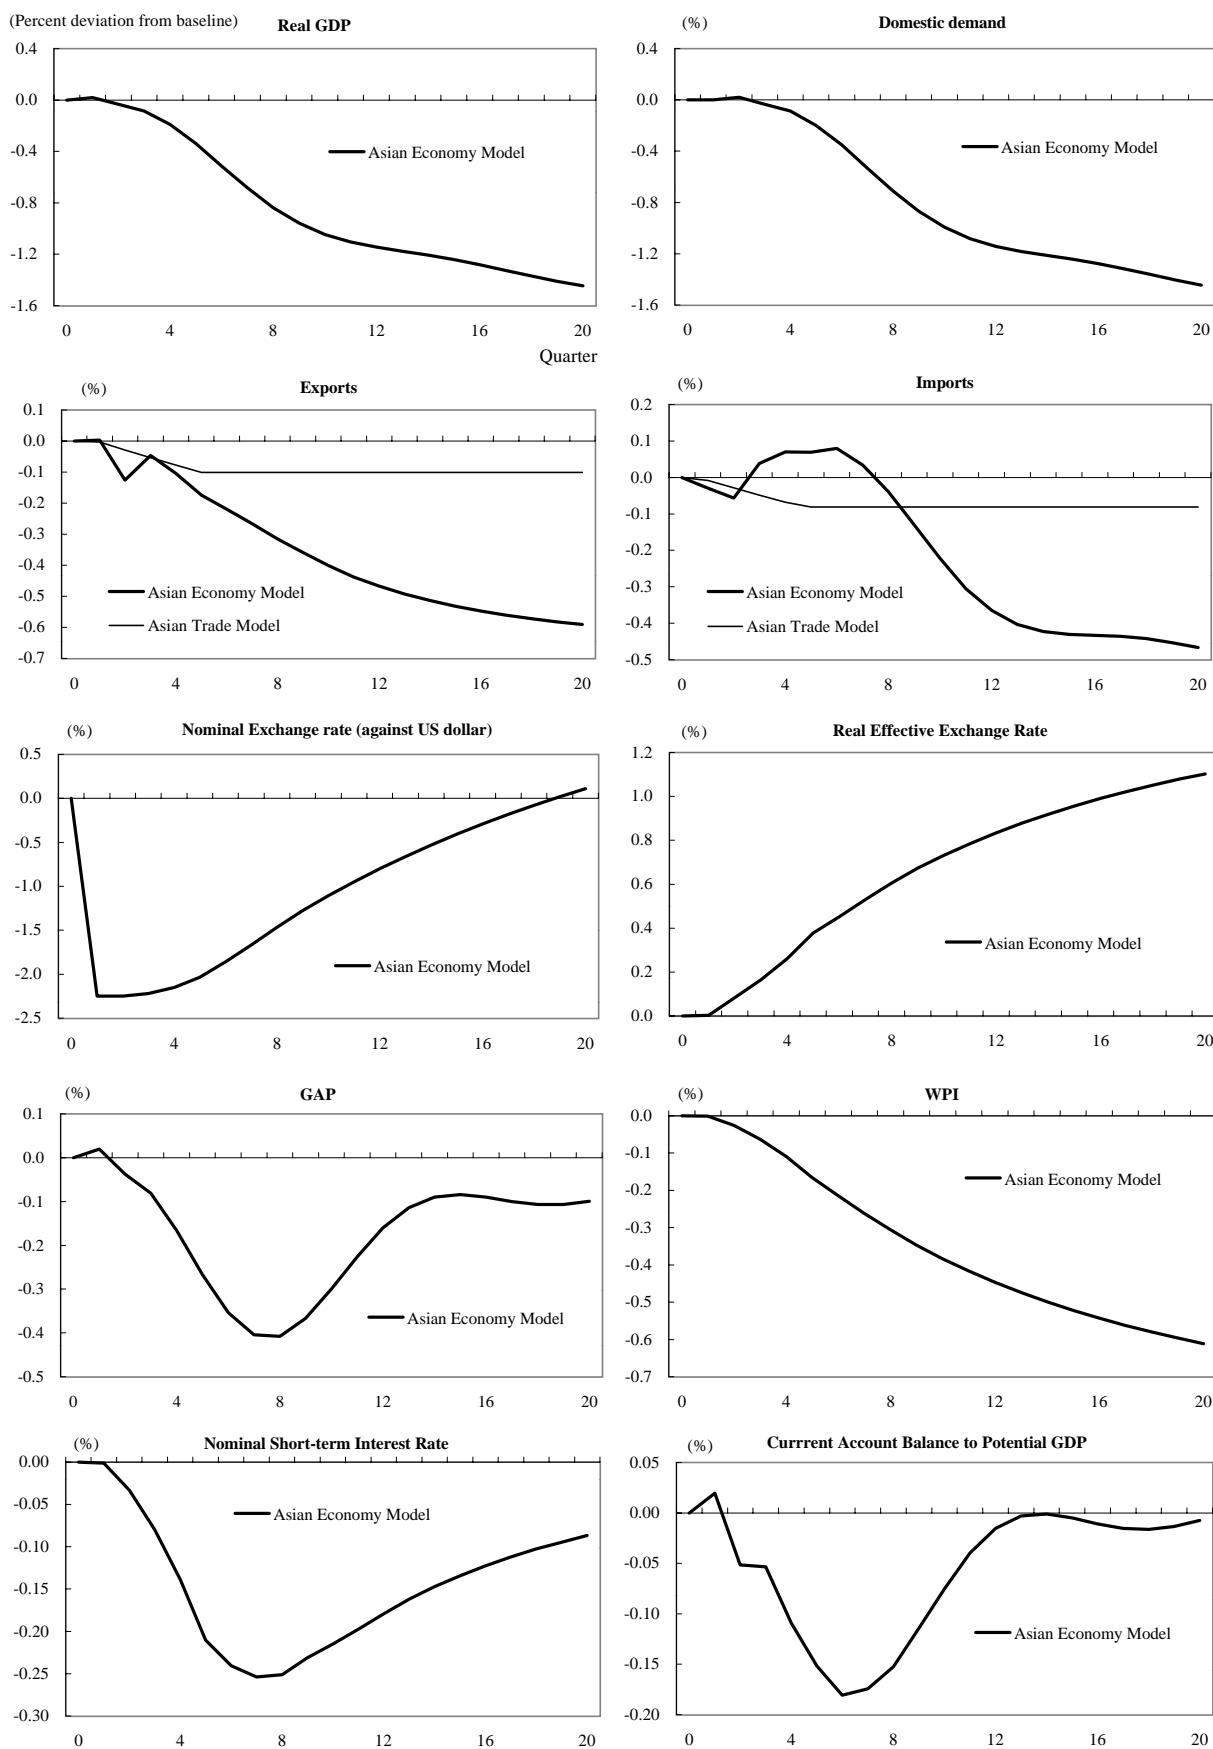 (Percent deviation from baseline)
Real GDP
0.4
0.0
-0.4
-0.8
-1.2
-1.6
Asian Economy Model
0 4 8 12 16 20
Quarter
(%)
Domestic demand
0.4
0.0
-0.4
-0.8
-1.2
-1.6
Asian Economy Model
0 4 8 12 16 20
(%)
Exports
0.1
0.0
-0.1
-0.2
-0.3
-0.4
-0.5
-0.6
-0.7
Asian Economy Model
Asian Trade Model
0 4 8 12 16 20
(%)
Imports
0.2
0.1
0.0
-0.1
-0.2
-0.3
-0.4
-0.5
Asian Economy Model
Asian Trade Model
0 4 8 12 16 20
(%)
Nominal Exchange rate (against US dollar)
0.5
0.0
-0.5
-1.0
-1.5
-2.0
-2.5
Asian Economy Model
0 4 8 12 16 20
(%)
Real Effective Exchange Rate
1.2
1.0
0.8
0.6
0.4
0.2
0.0
Asian Economy Model
0 4 8 12 16 20
(%)
GAP
0.1
0.0
-0.1
-0.2
-0.3
-0.4
-0.5
Asian Economy Model
0 4 8 12 16 20
(%)
WPI
0.0
-0.1
-0.2
-0.3
-0.4
-0.5
-0.6
-0.7
Asian Economy Model
0 4 8 12 16 20
(%)
Nominal Short-term Interest Rate
0.00
-0.05
-0.10
-0.15
-0.20
-0.25
-0.30
Asian Economy Model
0 4 8 12 16 20
(%)
Currrent Account Balance to Potential GDP
0.05
0.00
-0.05
-0.10
-0.15
-0.20
Asian Economy Model
0 4 8 12 16 20